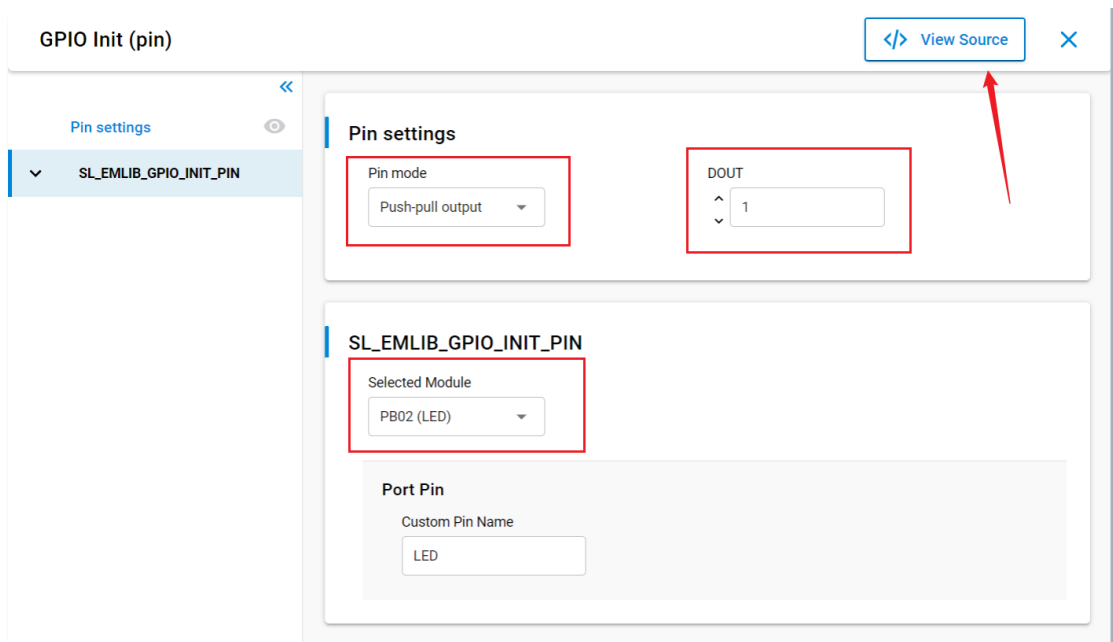 GPIO Init (pin)
</> View Source
Pin settings
SL_EMLIB_GPIO_INIT_PIN
Pin settings
Pin mode
Push-pull output
DOUT
1
SL_EMLIB_GPIO_INIT_PIN
Selected Module
PB02 (LED)
Port Pin
Custom Pin Name
LED